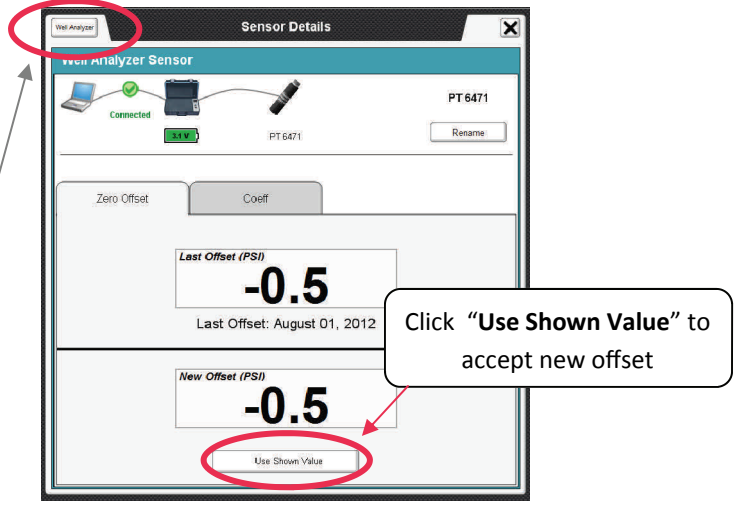 Well Analyzer
Sensor Details
Well Analyzer Sensor
Connected
3.1 V
PT 6471
PT 6471
Rename
Zero Offset
Coeff
Last Offset (PSI)
-0.5
Last Offset: August 01, 2012
Click “Use Shown Value” to
accept new offset
New Offset (PSI)
-0.5
Use Shown Value